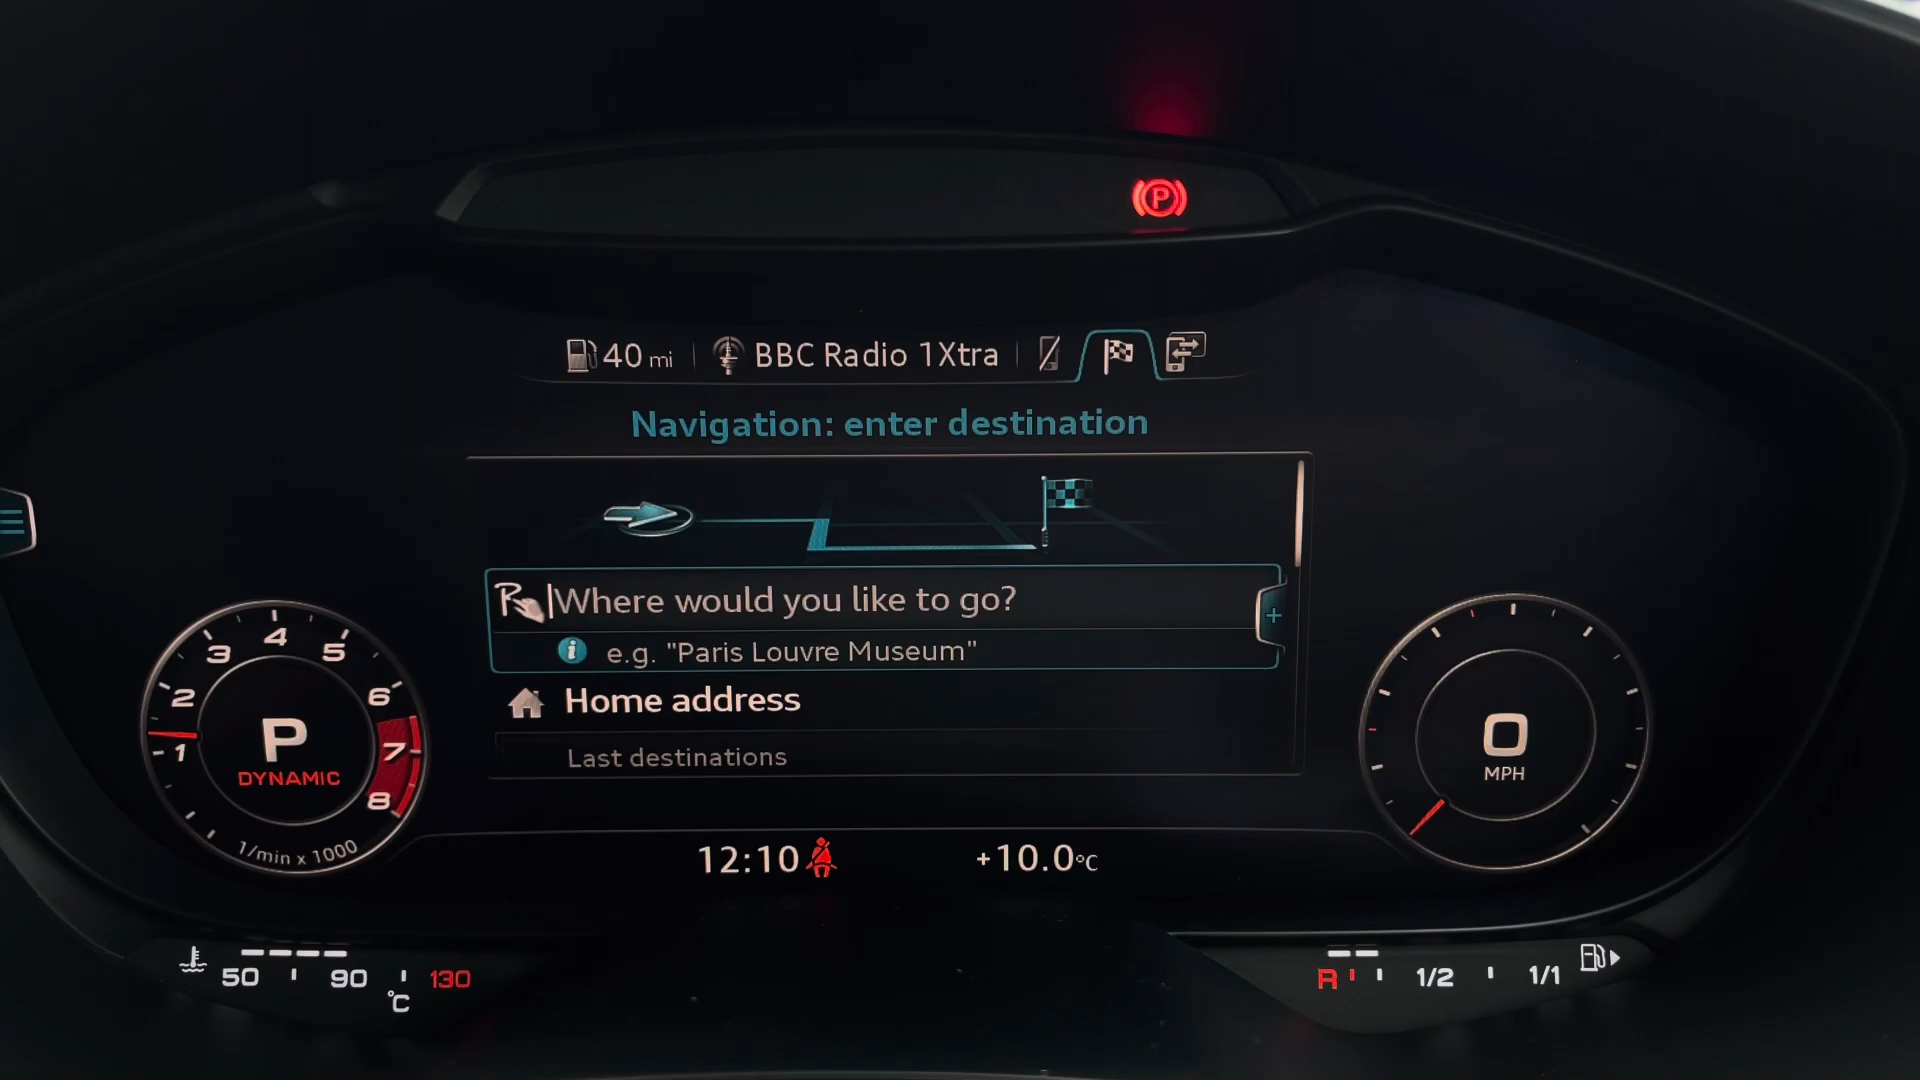 P
40 mi BBC Radio 1Xtra
Navigation: enter destination
Where would you like to go?
i e.g. "Paris Louvre Museum"
Home address
Last destinations
1 2 3 4 5 6 7 8
P
DYNAMIC
1/min x 1000
0
MPH
12:10 +10.0°C
50 90 130
°C
R 1/2 1/1